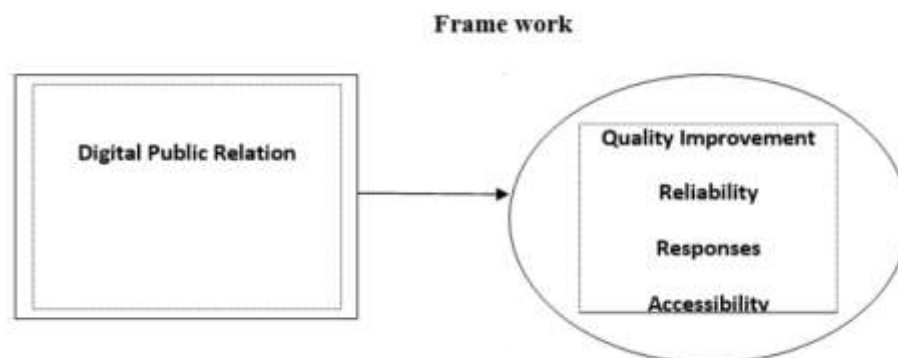 Frame work
Digital Public Relation
Quality Improvement
Reliability
Responses
Accessibility